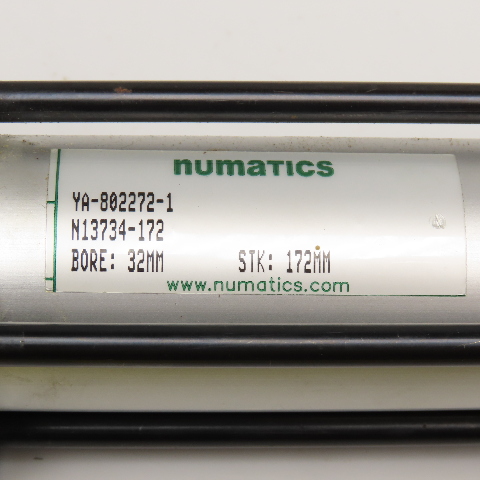 numatics
YA-802272-1
N13734-172
BORE: 32MM STK: 172MM
www.numatics.com